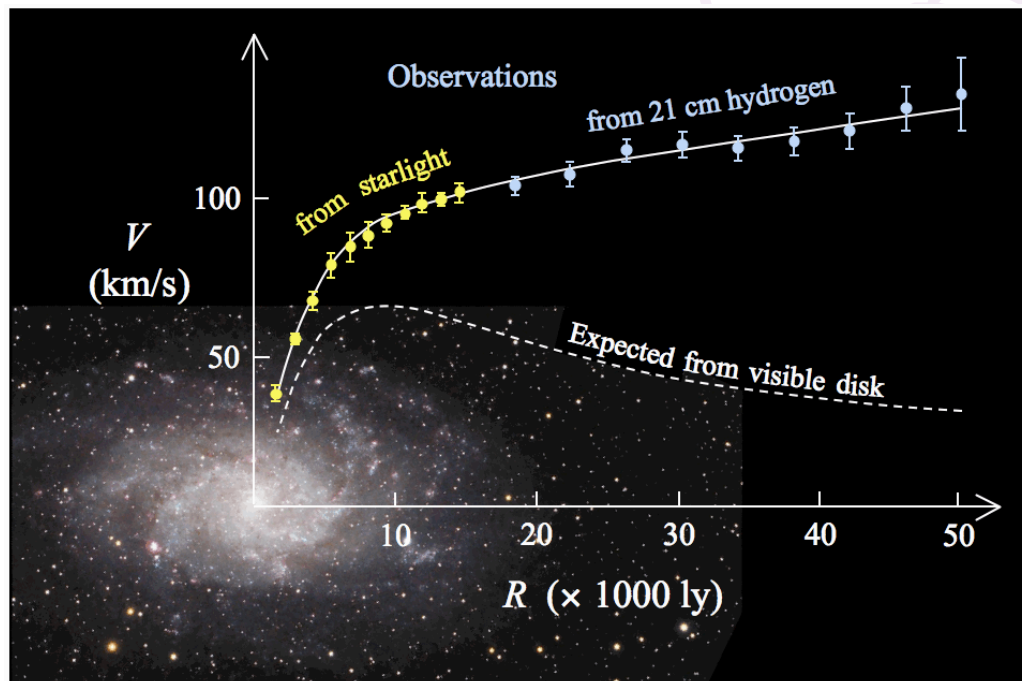 Observations
from 21 cm hydrogen
from starlight
100
V
(km/s)
50
Expected from visible disk
10 20 30 40 50
R (× 1000 ly)